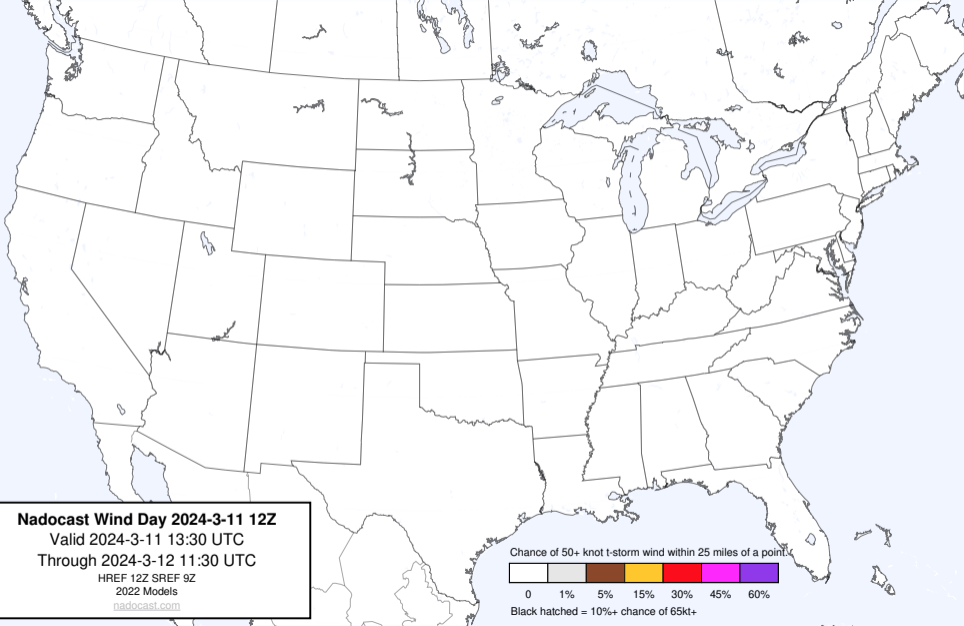 Nadocast Wind Day 2024-3-11 12Z
Valid 2024-3-11 13:30 UTC
Through 2024-3-12 11:30 UTC
HREF 12Z SREF 9Z
2022 Models
nadocast.com
Chance of 50+ knot t-storm wind within 25 miles of a point.
0 1% 5% 15% 30% 45% 60%
Black hatched = 10%+ chance of 65kt+